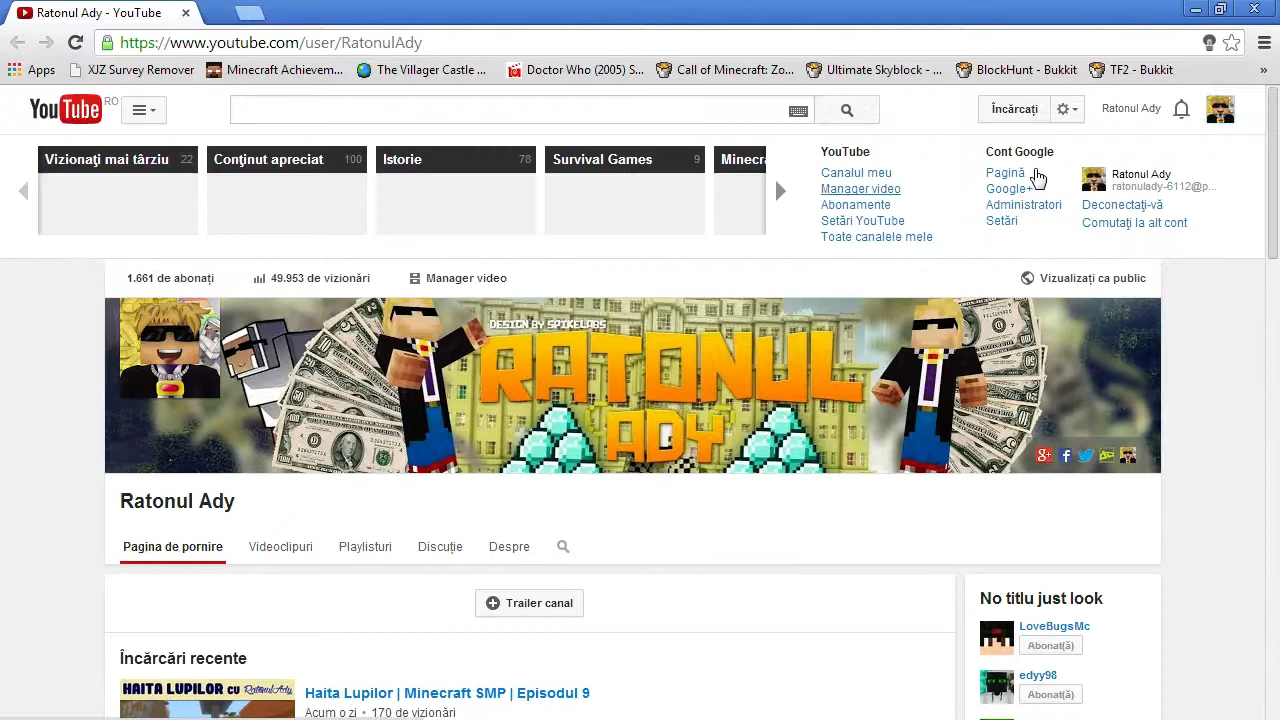 Ratonul Ady - YouTube
https://www.youtube.com/user/RatonulAdy
Apps XJZ Survey Remover Minecraft Achievem... The Villager Castle ... Doctor Who (2005) S... Call of Minecraft: Zo... Ultimate Skyblock - ... BlockHunt - Bukkit TF2 - Bukkit »
YouTube RO Încărcați Ratonul Ady
Vizionați mai târziu 22 Conținut apreciat 100 Istorie 78 Survival Games 9 Minecr
YouTube
Canalul meu
Manager video
Abonamente
Setări YouTube
Toate canalele mele
Cont Google
Pagină
Google+
Administratori
Setări
Ratonul Ady
ratonulady-6112@p...
Deconectați-vă
Comutați la alt cont
1.661 de abonați 49.953 de vizionări Manager video Vizualizați ca public
DESIGN BY SPIKELABS
RATONUL
ADY
Ratonul Ady
Pagina de pornire Videoclipuri Playlisturi Discuție Despre
Trailer canal
No titlu just look
LoveBugsMc
Abonat(ă)
edyy98
Abonat(ă)
Încărcări recente
HAITA LUPILOR CU RatonulAdy
Haita Lupilor | Minecraft SMP | Episodul 9
Acum o zi • 170 de vizionări